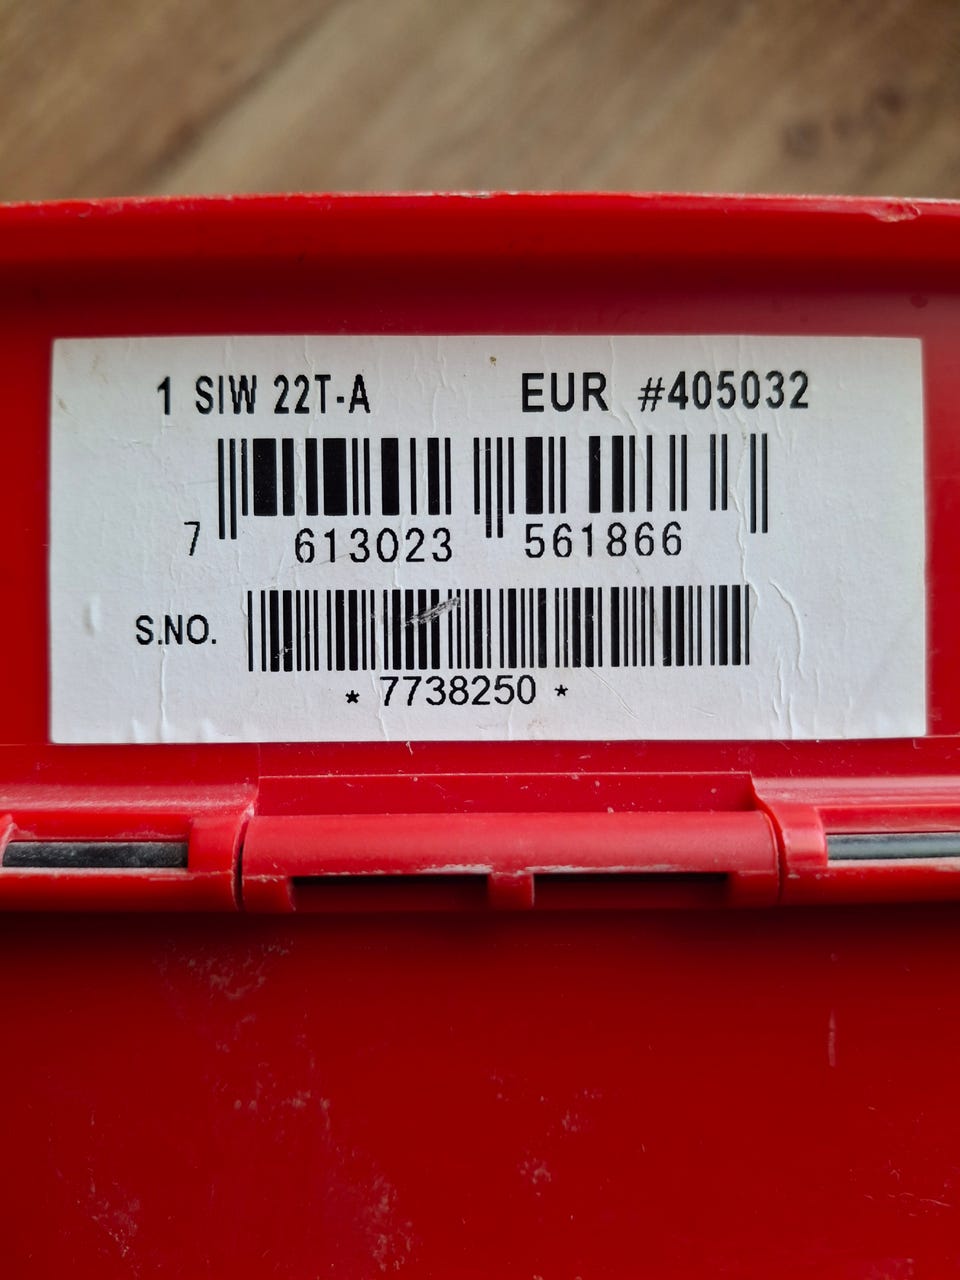 1 SIW 22T-A EUR #405032
7 613023 561866
S.NO.
* 7738250 *